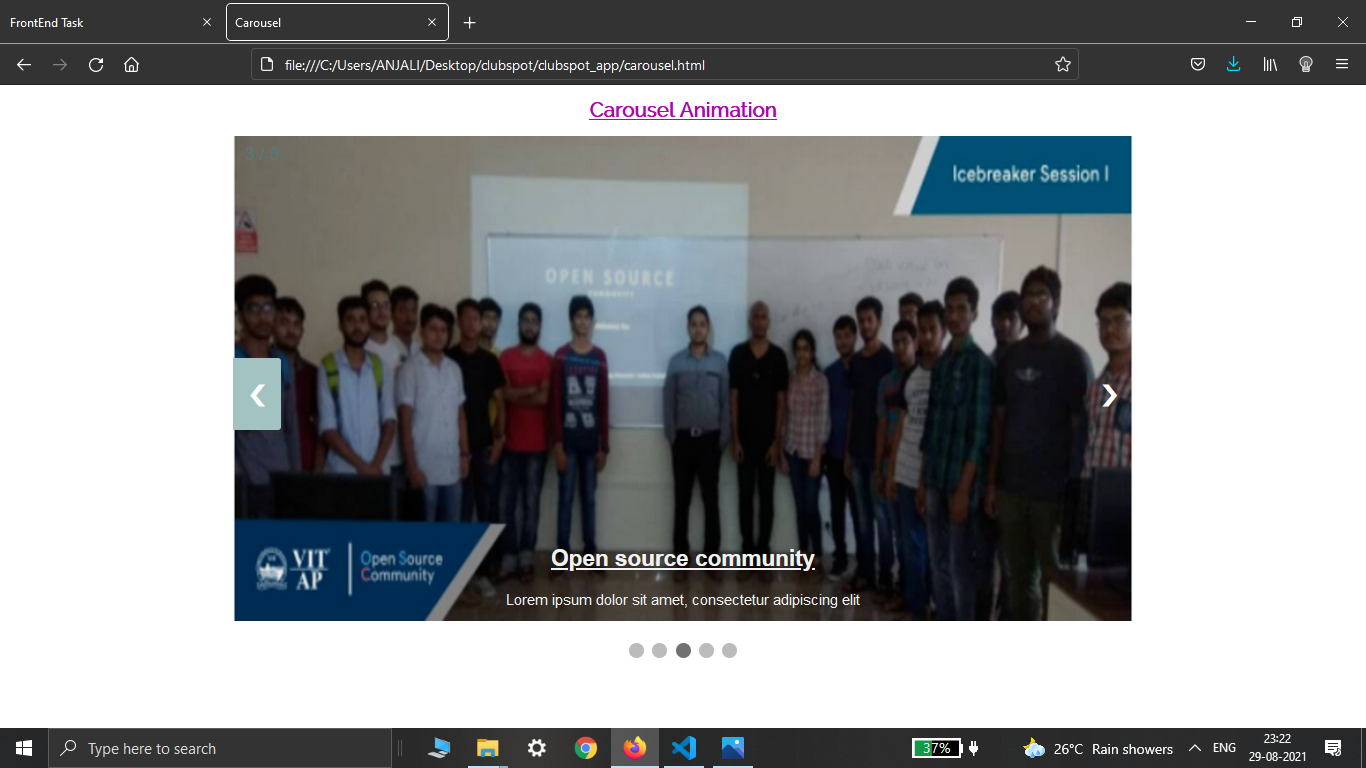 FrontEnd Task
Carousel
file:///C:/Users/ANJALI/Desktop/clubspot/clubspot_app/carousel.html
Carousel Animation
Icebreaker Session I
OPEN SOURCE
COMMUNITY
VIT
AP
Open Source
Community
Open source community
Lorem ipsum dolor sit amet, consectetur adipiscing elit
Type here to search
37%
26°C Rain showers
ENG
23:22
29-08-2021